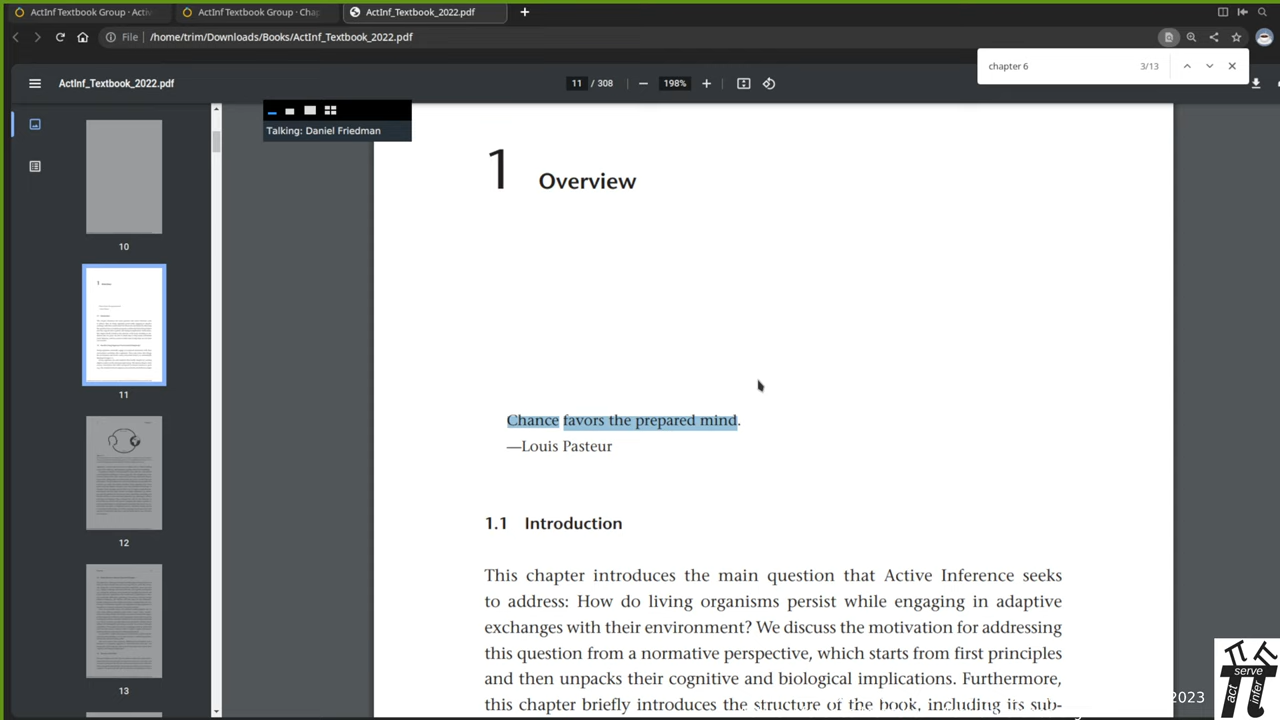 ActInf Textbook Group · Activ
ActInf Textbook Group · Chap
ActInf_Textbook_2022.pdf
File
/home/trim/Downloads/Books/ActInf_Textbook_2022.pdf
chapter 6
3/13
ActInf_Textbook_2022.pdf
11 / 308
198%
Talking: Daniel Friedman
10
11
12
13
1 Overview
Chance favors the prepared mind.
—Louis Pasteur
1.1 Introduction
This chapter introduces the main question that Active Inference seeks
to address: How do living organisms persist while engaging in adaptive
exchanges with their environment? We discuss the motivation for addressing
this question from a normative perspective, which starts from first principles
and then unpacks their cognitive and biological implications. Furthermore,
this chapter briefly introduces the structure of the book, including its sub-
2023
serve
act
infer